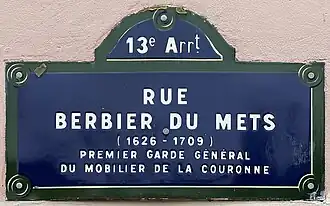 13e Arrt
RUE
BERBIER DU METS
(1626 - 1709)
PREMIER GARDE GÉNÉRAL
DU MOBILIER DE LA COURONNE